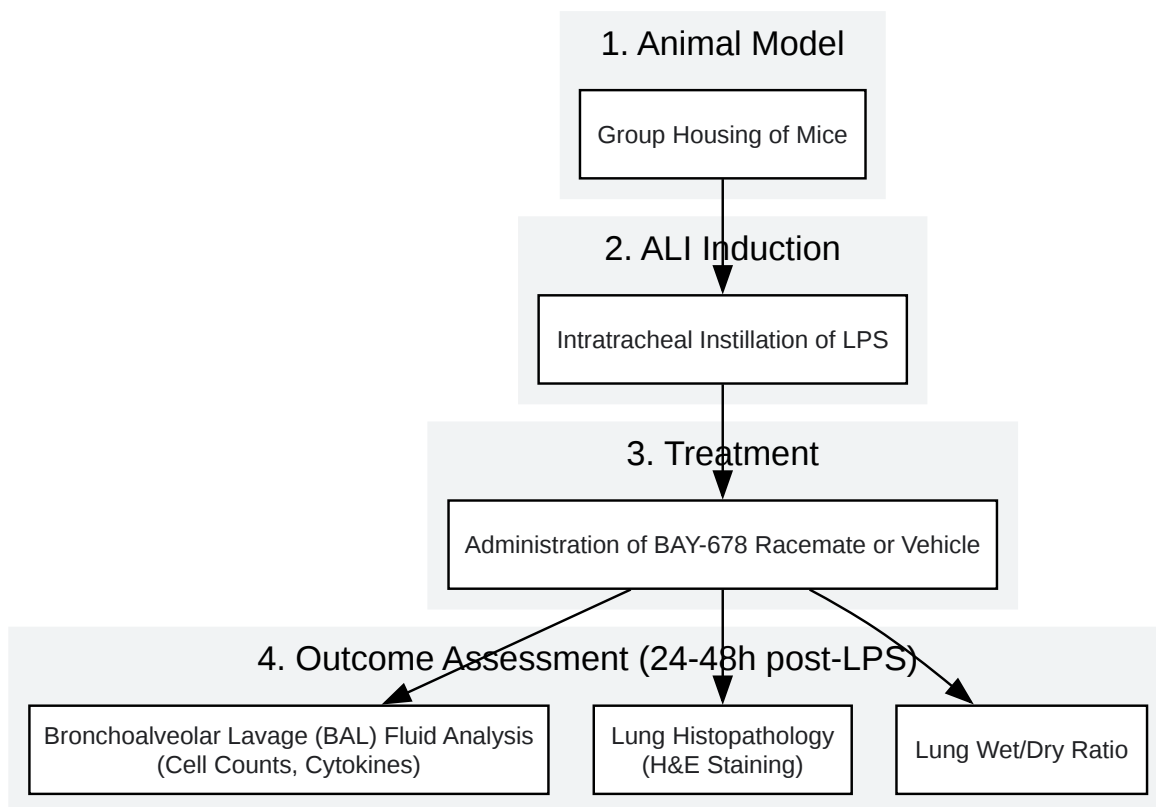 1. Animal Model
Group Housing of Mice
2. ALI Induction
Intratracheal Instillation of LPS
3. Treatment
Administration of BAY-678 Racemate or Vehicle
4. Outcome Assessment (24-48h post-LPS)
Bronchoalveolar Lavage (BAL) Fluid Analysis
(Cell Counts, Cytokines)
Lung Histopathology
(H&E Staining)
Lung Wet/Dry Ratio